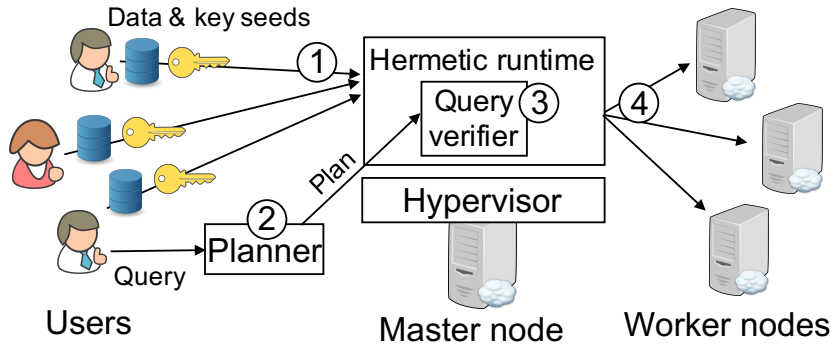 Data & key seeds
1
Hermetic runtime
Query
verifier
3
4
Plan
2
Planner
Query
Hypervisor
Users
Master node
Worker nodes